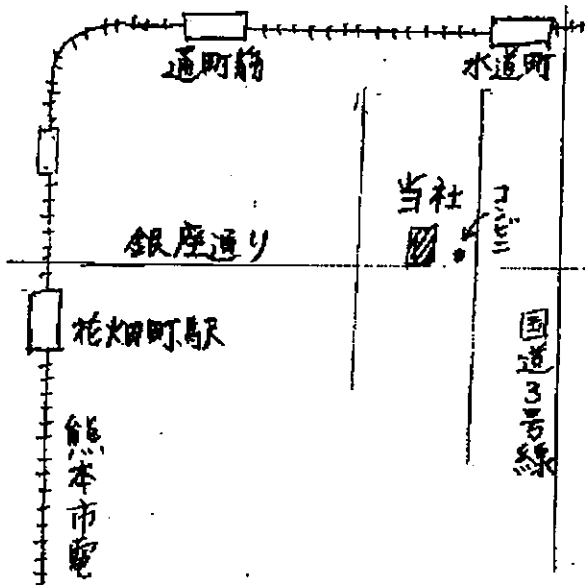 通町筋
水道町
当社
コンビニ
銀座通り
花畑町駅
国道3号線
熊本市電